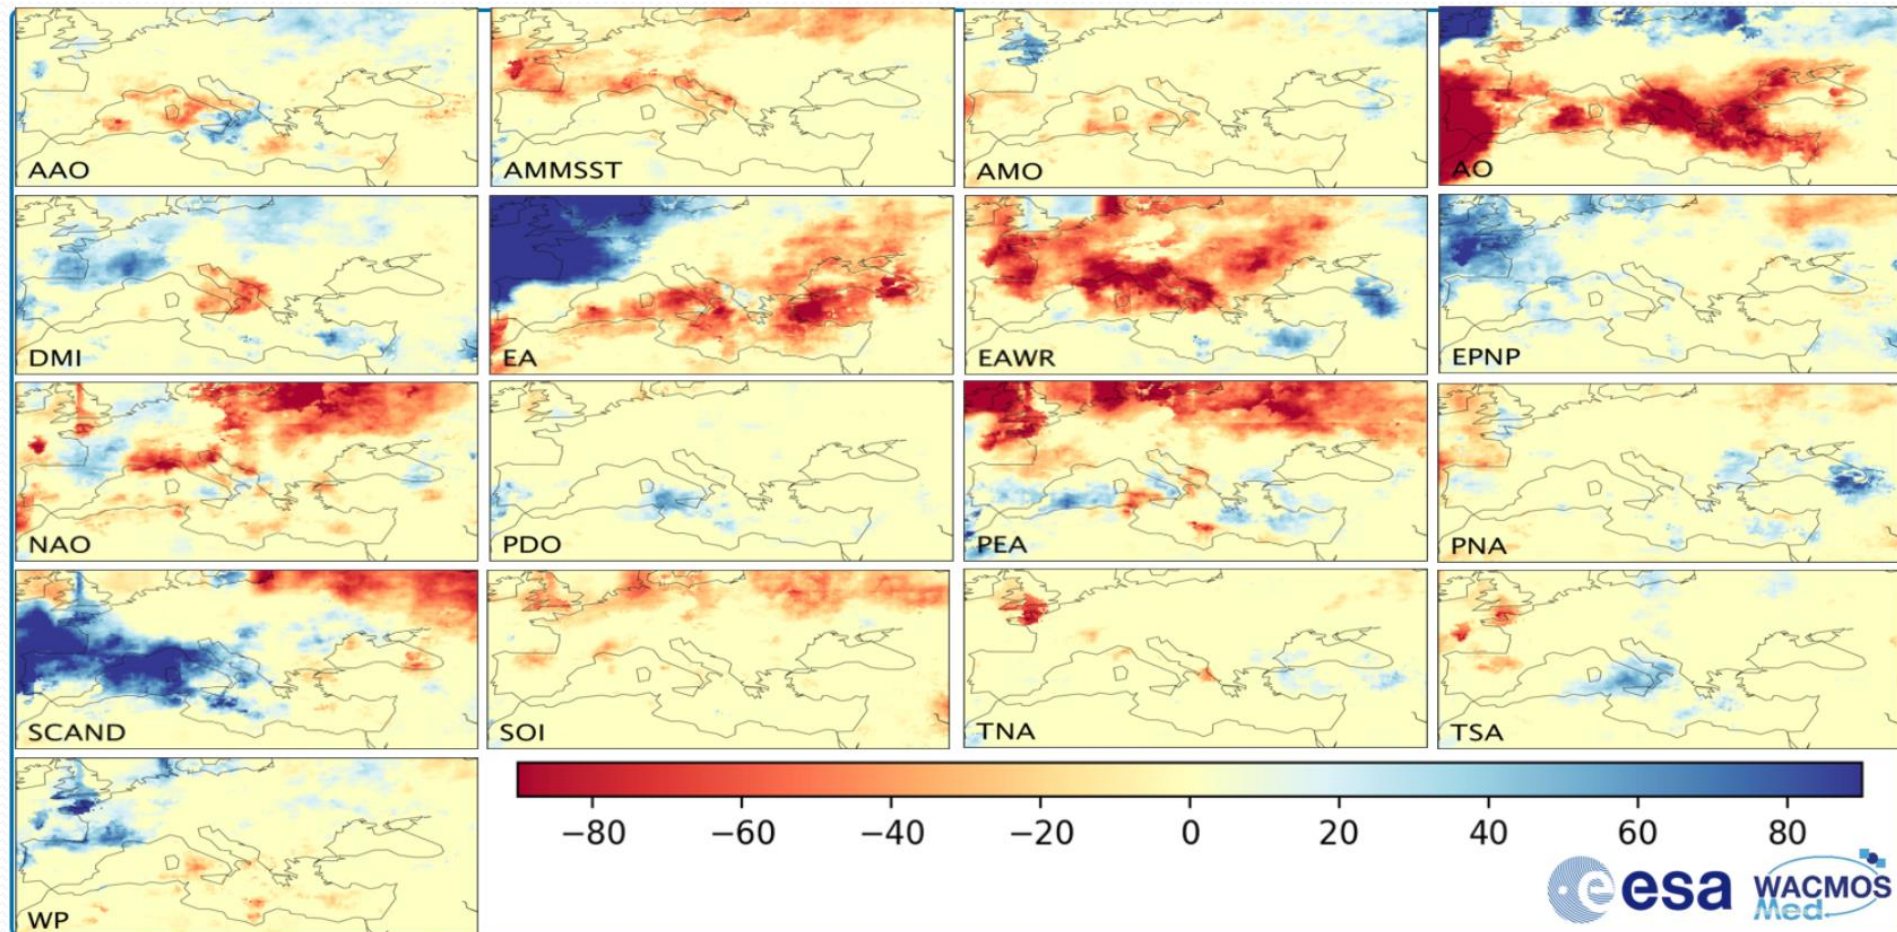 AAO
AMMSST
AMO
AO
DMI
EA
EAWR
EPNP
NAO
PDO
PEA
PNA
SCAND
SOI
TNA
TSA
WP
−80 −60 −40 −20 0 20 40 60 80
esa
WACMOS
Med